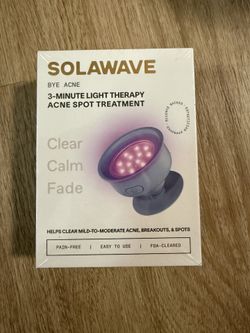 SOLAWAVE
BYE ACNE
3-MINUTE LIGHT THERAPY
ACNE SPOT TREATMENT
Clear
Calm
Fade
HELPS CLEAR MILD-TO-MODERATE ACNE, BREAKOUTS, & SPOTS
PAIN-FREE | EASY TO USE | FDA-CLEARED